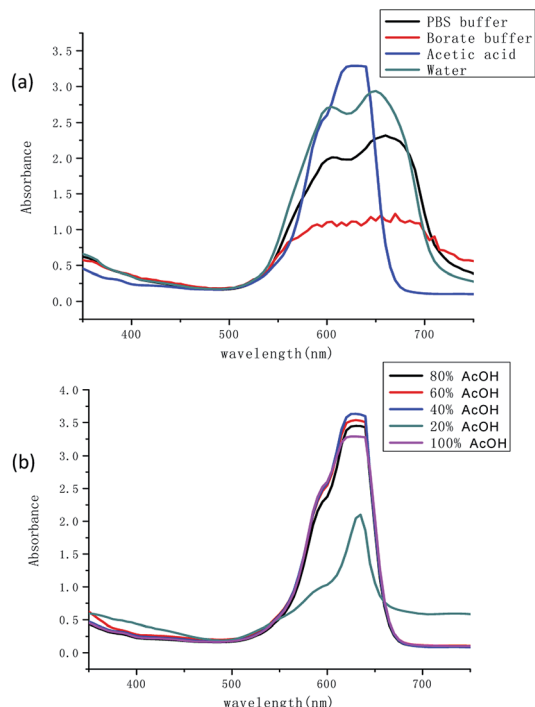 (a)
PBS buffer
Borate buffer
Acetic acid
Water
3.5
3.0
2.5
2.0
1.5
1.0
0.5
0.0
Absorbance
400
500
600
700
wavelength(nm)
(b)
80% AcOH
60% AcOH
40% AcOH
20% AcOH
100% AcOH
4.0
3.5
3.0
2.5
2.0
1.5
1.0
0.5
0.0
Absorbance
400
500
600
700
wavelength(nm)